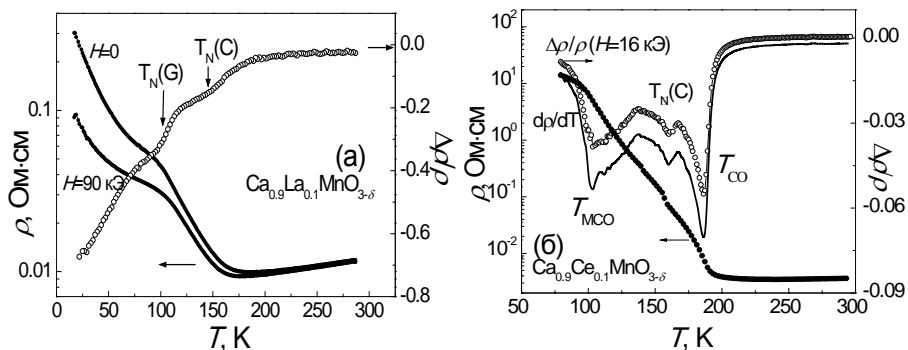 H=0
T_N(G)
T_N(C)
0.0
-0.2
-0.4
-0.6
-0.8
Δρ/ρ
0.1
0.01
ρ, Ом·см
(а)
H=90 кЭ
Ca_0.9La_0.1MnO_3-δ
0 50 100 150 200 250 300
T, K
10^2
10^1
10^0
10^-1
10^-2
ρ, Ом·см
Δρ/ρ (H=16 кЭ)
T_N(C)
dρ/dT
T_MCO
T_CO
(б)
Ca_0.9Ce_0.1MnO_3-δ
0.00
-0.03
-0.06
-0.09
Δρ/ρ
50 100 150 200 250 300
T, K